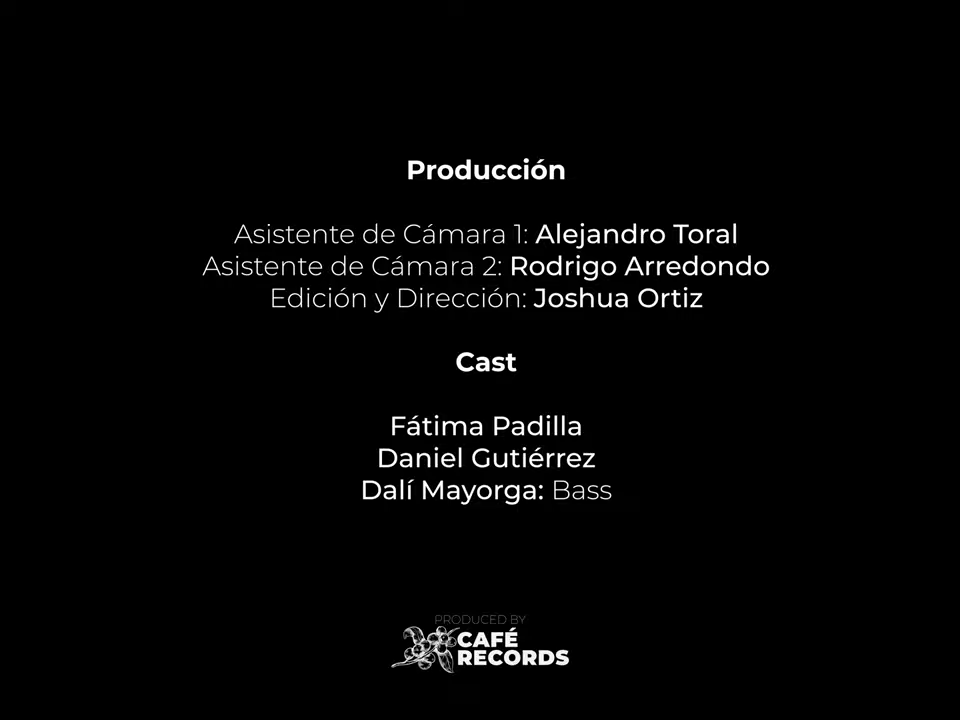 Producción
Asistente de Cámara 1: Alejandro Toral
Asistente de Cámara 2: Rodrigo Arredondo
Edición y Dirección: Joshua Ortiz
Cast
Fátima Padilla
Daniel Gutiérrez
Dalí Mayorga: Bass
PRODUCED BY
CAFÉ
RECORDS